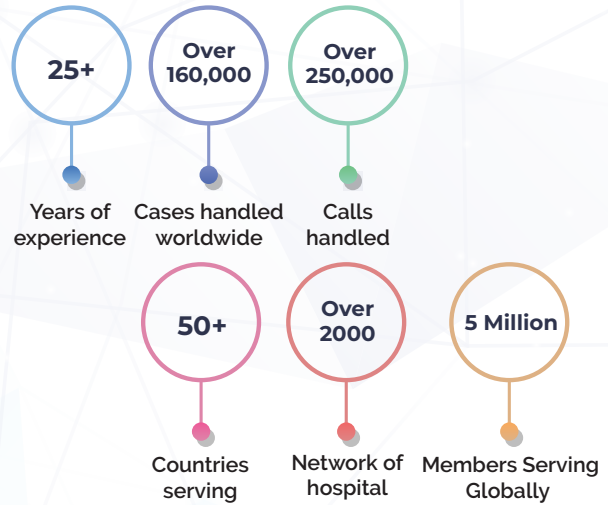 25+
Over
160,000
Over
250,000
Years of
experience
Cases handled
worldwide
Calls
handled
50+
Over
2000
5 Million
Countries
serving
Network of
hospital
Members Serving
Globally